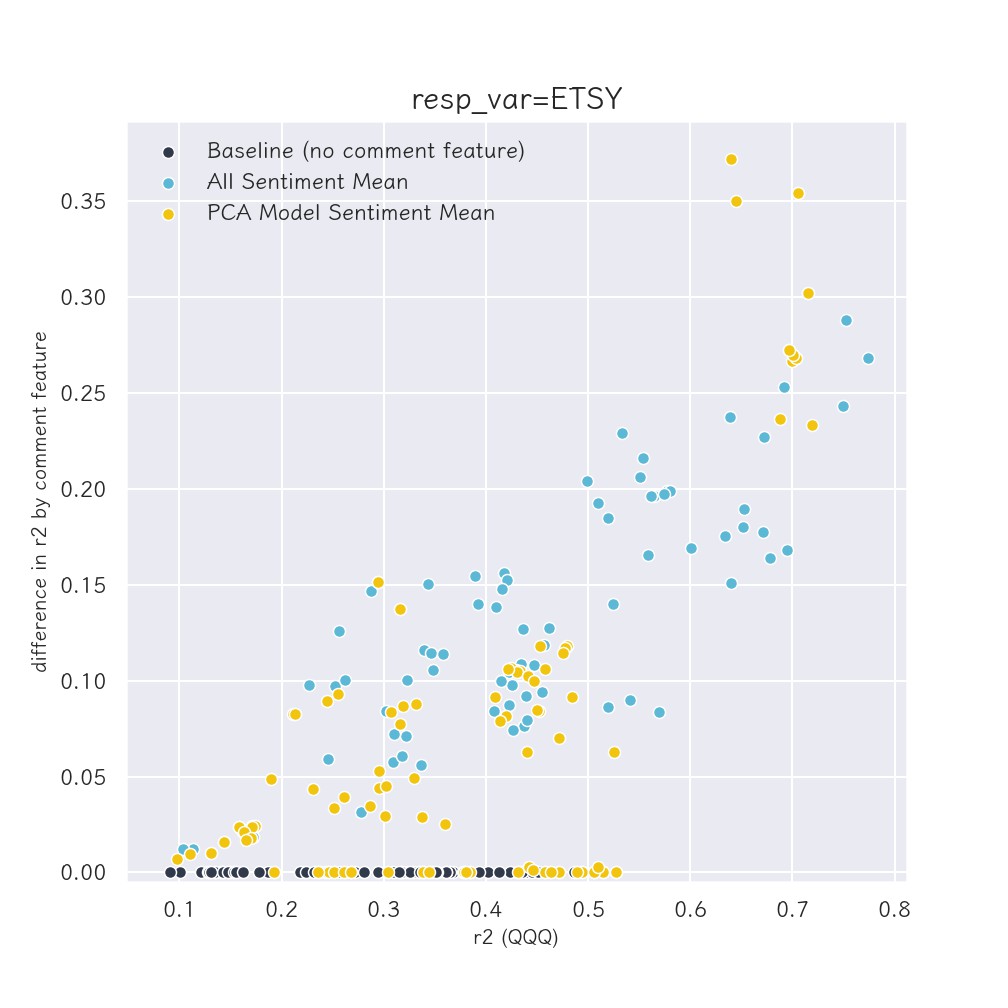 resp_var=ETSY
Baseline (no comment feature)
All Sentiment Mean
PCA Model Sentiment Mean
difference in r2 by comment feature
0.35
0.30
0.25
0.20
0.15
0.10
0.05
0.00
0.1 0.2 0.3 0.4 0.5 0.6 0.7 0.8
r2 (QQQ)